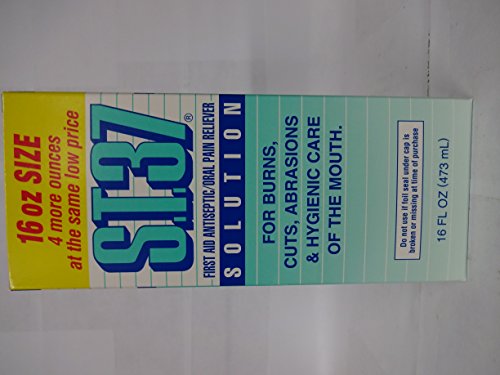 16 oz SIZE
4 more ounces
at the same low price
S.T.37®
FIRST AID ANTISEPTIC/ORAL PAIN RELIEVER
SOLUTION
FOR BURNS,
CUTS, ABRASIONS
& HYGIENIC CARE
OF THE MOUTH.
Do not use if foil seal under cap is
broken or missing at time of purchase
16 FL OZ (473 mL)